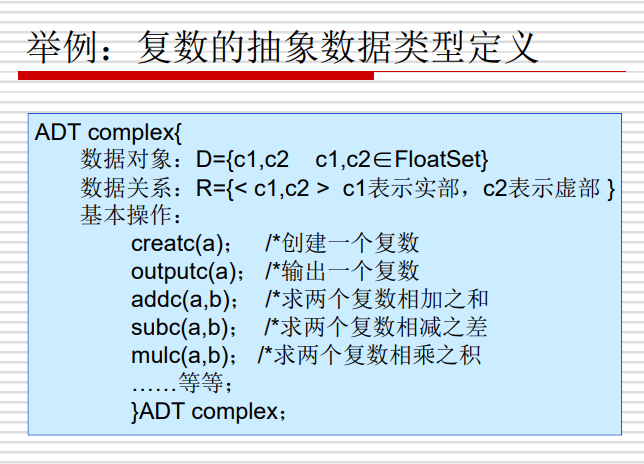 举例：复数的抽象数据类型定义
ADT complex{
数据对象：D={c1,c2 c1,c2∈FloatSet}
数据关系：R={< c1,c2 > c1表示实部，c2表示虚部 }
基本操作：
creatc(a)； /*创建一个复数
outputc(a)； /*输出一个复数
addc(a,b)； /*求两个复数相加之和
subc(a,b)； /*求两个复数相减之差
mulc(a,b)； /*求两个复数相乘之积
……等等；
}ADT complex；